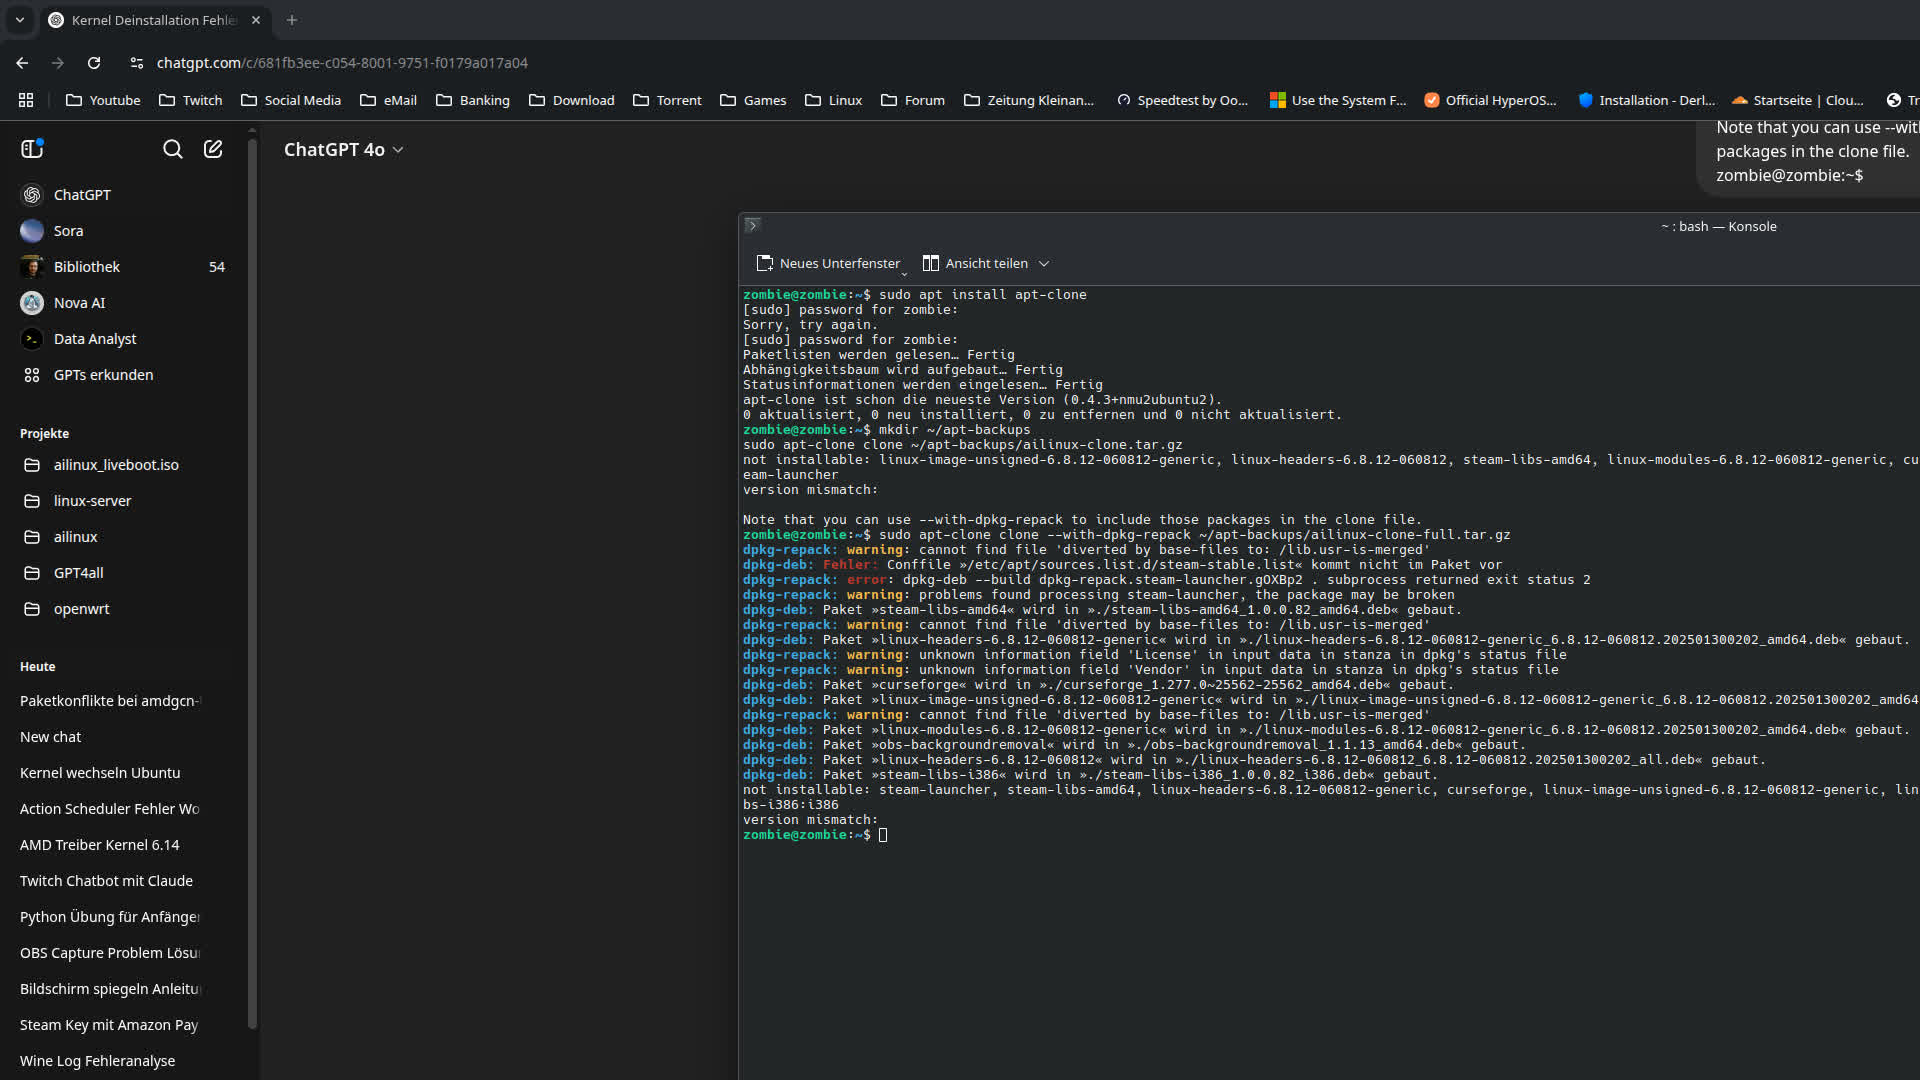 Kernel Deinstallation Fehle
chatgpt.com/c/681fb3ee-c054-8001-9751-f0179a017a04
Youtube Twitch Social Media eMail Banking Download Torrent Games Linux Forum Zeitung Kleinan... Speedtest by Oo... Use the System F... Official HyperOS... Installation - Derl... Startseite | Clou... Tr
ChatGPT
Sora
Bibliothek 54
Nova AI
Data Analyst
GPTs erkunden
Projekte
ailinux_liveboot.iso
linux-server
ailinux
GPT4all
openwrt
Heute
Paketkonflikte bei amdgcn-
New chat
Kernel wechseln Ubuntu
Action Scheduler Fehler Wo
AMD Treiber Kernel 6.14
Twitch Chatbot mit Claude
Python Übung für Anfänger
OBS Capture Problem Lösu
Bildschirm spiegeln Anleitu
Steam Key mit Amazon Pay
Wine Log Fehleranalyse
ChatGPT 4o
Note that you can use --with
packages in the clone file.
zombie@zombie:~$
~ : bash — Konsole
Neues Unterfenster Ansicht teilen
zombie@zombie:~$ sudo apt install apt-clone
[sudo] password for zombie:
Sorry, try again.
[sudo] password for zombie:
Paketlisten werden gelesen… Fertig
Abhängigkeitsbaum wird aufgebaut… Fertig
Statusinformationen werden eingelesen… Fertig
apt-clone ist schon die neueste Version (0.4.3+nmu2ubuntu2).
0 aktualisiert, 0 neu installiert, 0 zu entfernen und 0 nicht aktualisiert.
zombie@zombie:~$ mkdir ~/apt-backups
sudo apt-clone clone ~/apt-backups/ailinux-clone.tar.gz
not installable: linux-image-unsigned-6.8.12-060812-generic, linux-headers-6.8.12-060812, steam-libs-amd64, linux-modules-6.8.12-060812-generic, cu
eam-launcher
version mismatch:
Note that you can use --with-dpkg-repack to include those packages in the clone file.
zombie@zombie:~$ sudo apt-clone clone --with-dpkg-repack ~/apt-backups/ailinux-clone-full.tar.gz
dpkg-repack: warning: cannot find file 'diverted by base-files to: /lib.usr-is-merged'
dpkg-deb: Fehler: Conffile »/etc/apt/sources.list.d/steam-stable.list« kommt nicht im Paket vor
dpkg-repack: error: dpkg-deb --build dpkg-repack.steam-launcher.gOXBp2 . subprocess returned exit status 2
dpkg-repack: warning: problems found processing steam-launcher, the package may be broken
dpkg-deb: Paket »steam-libs-amd64« wird in »./steam-libs-amd64_1.0.0.82_amd64.deb« gebaut.
dpkg-repack: warning: cannot find file 'diverted by base-files to: /lib.usr-is-merged'
dpkg-deb: Paket »linux-headers-6.8.12-060812-generic« wird in »./linux-headers-6.8.12-060812-generic_6.8.12-060812.202501300202_amd64.deb« gebaut.
dpkg-repack: warning: unknown information field 'License' in input data in stanza in dpkg's status file
dpkg-repack: warning: unknown information field 'Vendor' in input data in stanza in dpkg's status file
dpkg-deb: Paket »curseforge« wird in »./curseforge_1.277.0~25562-25562_amd64.deb« gebaut.
dpkg-deb: Paket »linux-image-unsigned-6.8.12-060812-generic« wird in »./linux-image-unsigned-6.8.12-060812-generic_6.8.12-060812.202501300202_amd64
dpkg-repack: warning: cannot find file 'diverted by base-files to: /lib.usr-is-merged'
dpkg-deb: Paket »linux-modules-6.8.12-060812-generic« wird in »./linux-modules-6.8.12-060812-generic_6.8.12-060812.202501300202_amd64.deb« gebaut.
dpkg-deb: Paket »obs-backgroundremoval« wird in »./obs-backgroundremoval_1.1.13_amd64.deb« gebaut.
dpkg-deb: Paket »linux-headers-6.8.12-060812« wird in »./linux-headers-6.8.12-060812_6.8.12-060812.202501300202_all.deb« gebaut.
dpkg-deb: Paket »steam-libs-i386« wird in »./steam-libs-i386_1.0.0.82_i386.deb« gebaut.
not installable: steam-launcher, steam-libs-amd64, linux-headers-6.8.12-060812-generic, curseforge, linux-image-unsigned-6.8.12-060812-generic, lin
bs-i386:i386
version mismatch:
zombie@zombie:~$